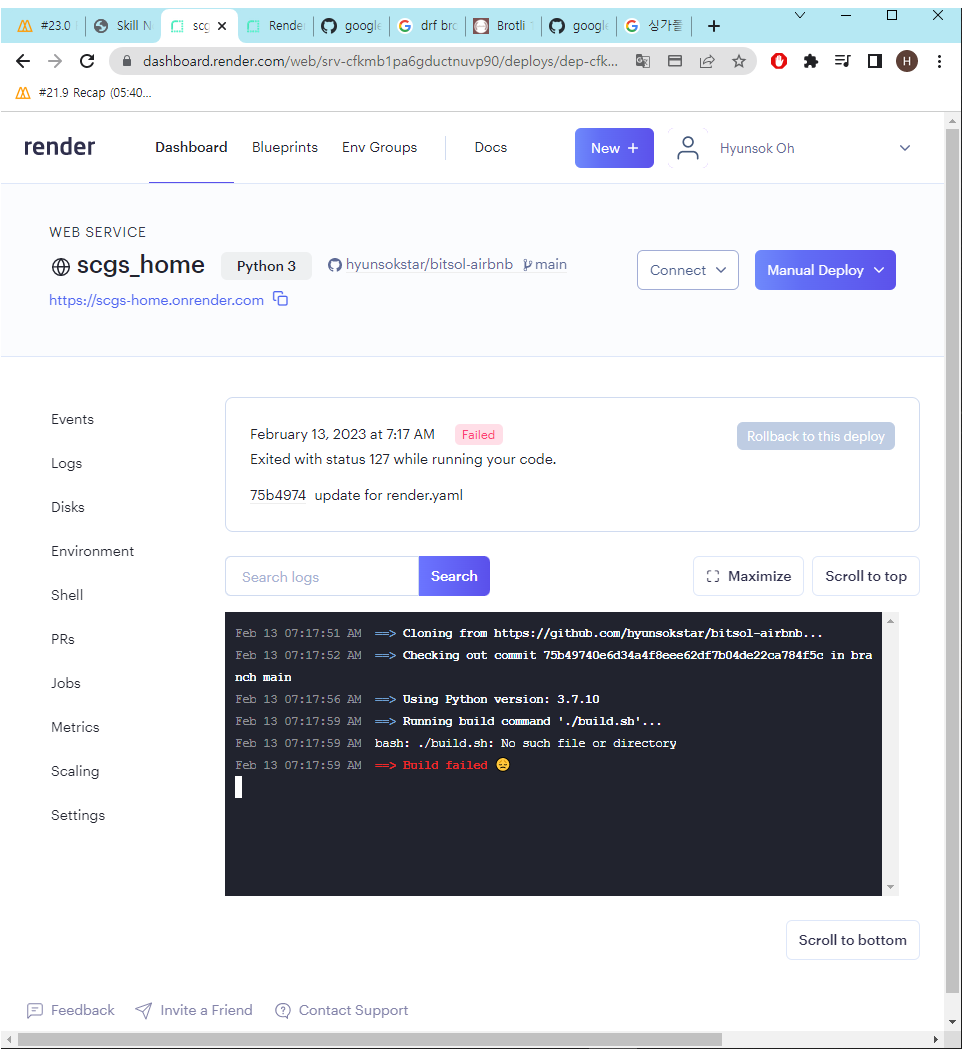 #23.0
Skill N
scg
Render
google
drf bro
Brotli
google
싱가폴
dashboard.render.com/web/srv-cfkmb1pa6gductnuvp90/deploys/dep-cfk...
H
#21.9 Recap (05:40...
render
Dashboard
Blueprints
Env Groups
Docs
New +
Hyunsok Oh
WEB SERVICE
scgs_home
Python 3
hyunsokstar/bitsol-airbnb
main
Connect
Manual Deploy
https://scgs-home.onrender.com
Events
Logs
Disks
Environment
Shell
PRs
Jobs
Metrics
Scaling
Settings
February 13, 2023 at 7:17 AM Failed
Rollback to this deploy
Exited with status 127 while running your code.
75b4974 update for render.yaml
Search logs
Search
Maximize
Scroll to top
Feb 13 07:17:51 AM ==> Cloning from https://github.com/hyunsokstar/bitsol-airbnb...
Feb 13 07:17:52 AM ==> Checking out commit 75b49740e6d34a4f8eee62df7b04de22ca784f5c in bra
nch main
Feb 13 07:17:56 AM ==> Using Python version: 3.7.10
Feb 13 07:17:59 AM ==> Running build command './build.sh'...
Feb 13 07:17:59 AM bash: ./build.sh: No such file or directory
Feb 13 07:17:59 AM ==> Build failed 😑
Scroll to bottom
Feedback
Invite a Friend
Contact Support